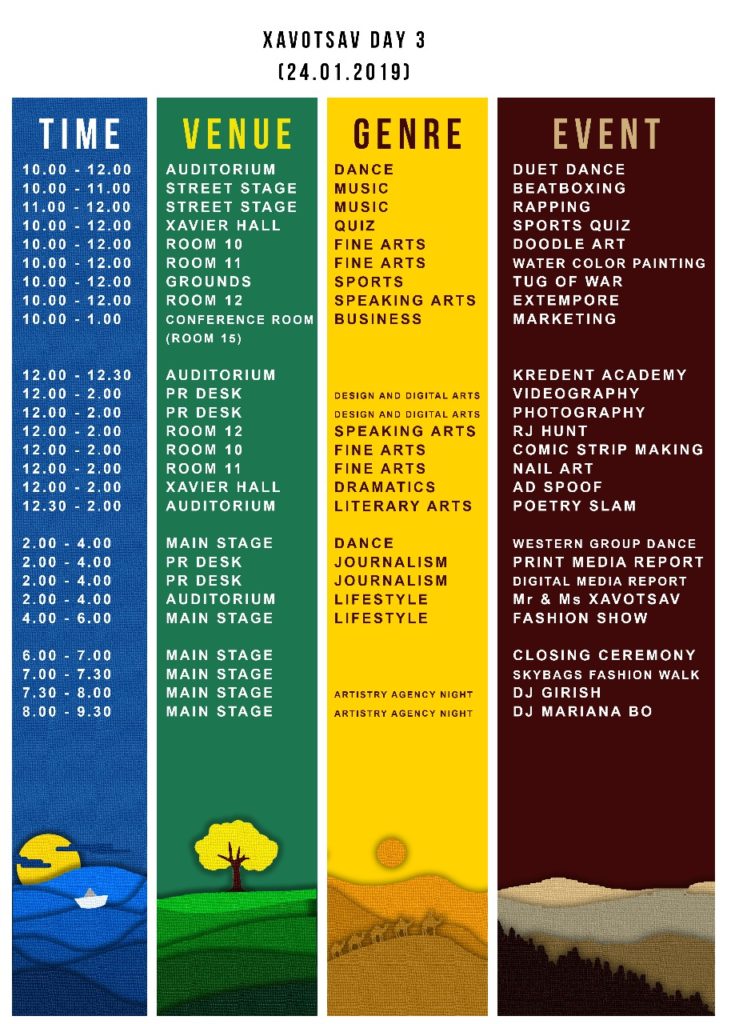 XAVOTSAV DAY 3
(24.01.2019)
TIME VENUE GENRE EVENT
10.00 - 12.00 AUDITORIUM DANCE DUET DANCE
10.00 - 11.00 STREET STAGE MUSIC BEATBOXING
11.00 - 12.00 STREET STAGE MUSIC RAPPING
10.00 - 12.00 XAVIER HALL QUIZ SPORTS QUIZ
10.00 - 12.00 ROOM 10 FINE ARTS DOODLE ART
10.00 - 12.00 ROOM 11 FINE ARTS WATER COLOR PAINTING
10.00 - 12.00 GROUNDS SPORTS TUG OF WAR
10.00 - 12.00 ROOM 12 SPEAKING ARTS EXTEMPORE
10.00 - 1.00 CONFERENCE ROOM BUSINESS MARKETING
(ROOM 15)
12.00 - 12.30 AUDITORIUM KREDENT ACADEMY
12.00 - 2.00 PR DESK DESIGN AND DIGITAL ARTS VIDEOGRAPHY
12.00 - 2.00 PR DESK DESIGN AND DIGITAL ARTS PHOTOGRAPHY
12.00 - 2.00 ROOM 12 SPEAKING ARTS RJ HUNT
12.00 - 2.00 ROOM 10 FINE ARTS COMIC STRIP MAKING
12.00 - 2.00 ROOM 11 FINE ARTS NAIL ART
12.00 - 2.00 XAVIER HALL DRAMATICS AD SPOOF
12.30 - 2.00 AUDITORIUM LITERARY ARTS POETRY SLAM
2.00 - 4.00 MAIN STAGE DANCE WESTERN GROUP DANCE
2.00 - 4.00 PR DESK JOURNALISM PRINT MEDIA REPORT
2.00 - 4.00 PR DESK JOURNALISM DIGITAL MEDIA REPORT
2.00 - 4.00 AUDITORIUM LIFESTYLE Mr & Ms XAVOTSAV
4.00 - 6.00 MAIN STAGE LIFESTYLE FASHION SHOW
6.00 - 7.00 MAIN STAGE CLOSING CEREMONY
7.00 - 7.30 MAIN STAGE SKYBAGS FASHION WALK
7.30 - 8.00 MAIN STAGE ARTISTRY AGENCY NIGHT DJ GIRISH
8.00 - 9.30 MAIN STAGE ARTISTRY AGENCY NIGHT DJ MARIANA BO